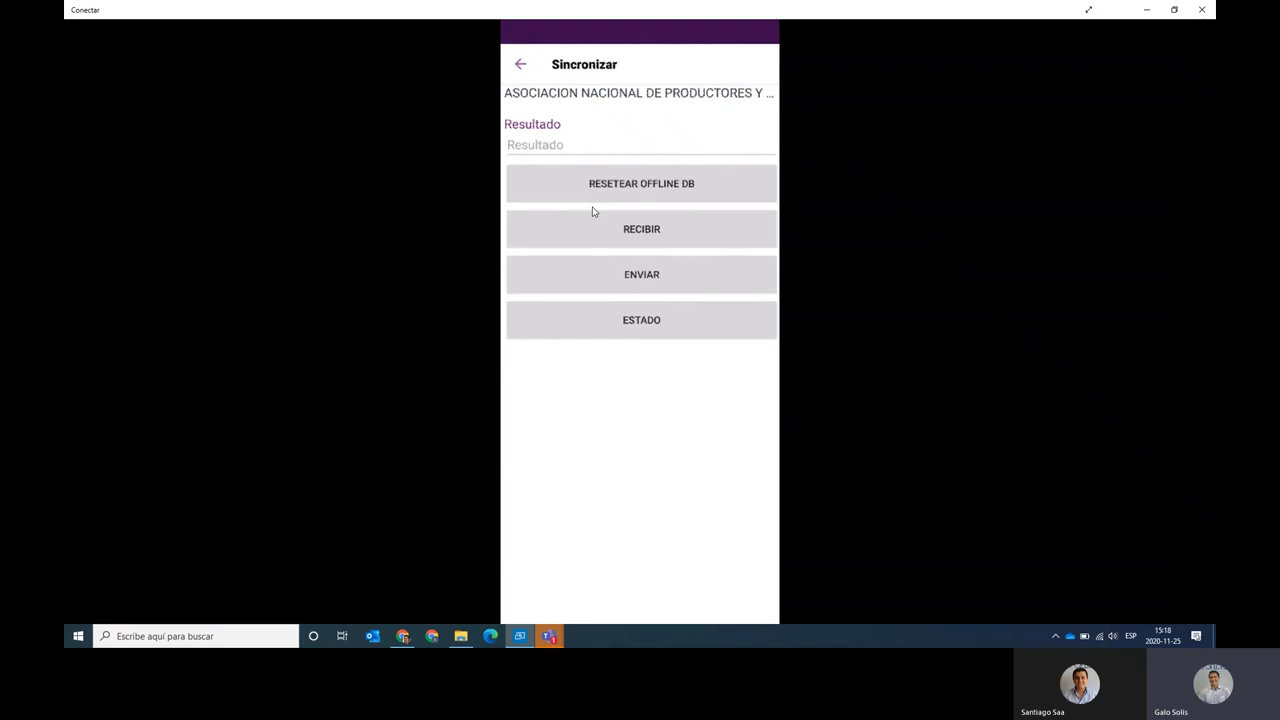 Conectar
Sincronizar
ASOCIACION NACIONAL DE PRODUCTORES Y ...
Resultado
Resultado
RESETEAR OFFLINE DB
RECIBIR
ENVIAR
ESTADO
Escribe aquí para buscar
ESP
15:18
2020-11-25
Santiago Saa
Galo Solis